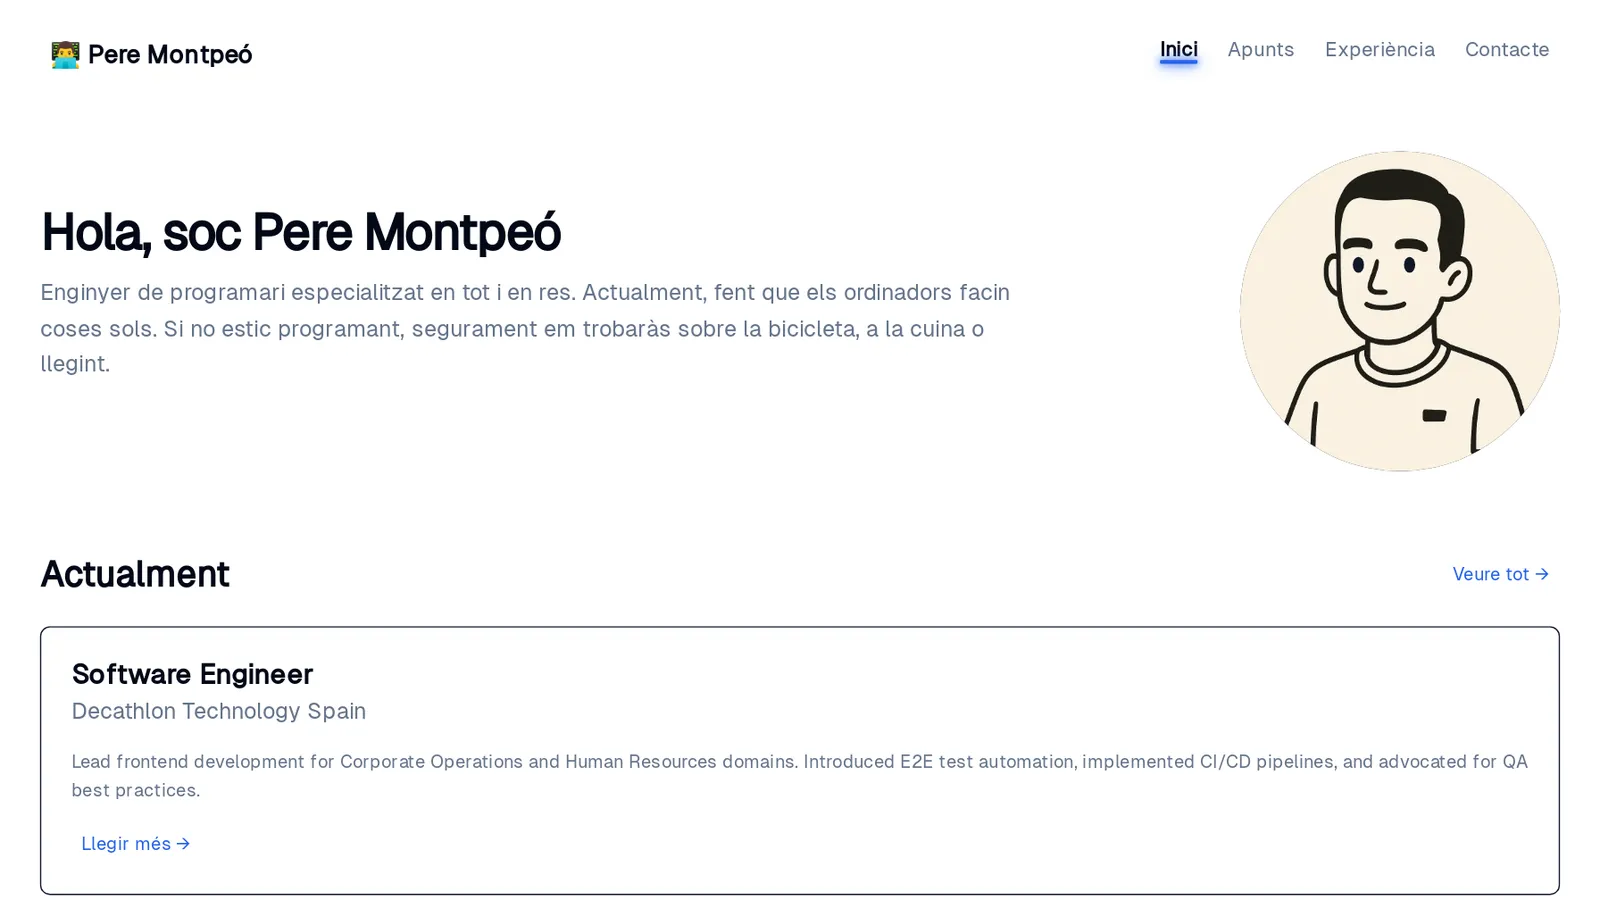 👨‍💻 Pere Montpeó
Inici
Apunts
Experiència
Contacte
Hola, soc Pere Montpeó
Enginyer de programari especialitzat en tot i en res. Actualment, fent que els ordinadors facin
coses sols. Si no estic programant, segurament em trobaràs sobre la bicicleta, a la cuina o
llegint.
Actualment
Veure tot →
Software Engineer
Decathlon Technology Spain
Lead frontend development for Corporate Operations and Human Resources domains. Introduced E2E test automation, implemented CI/CD pipelines, and advocated for QA
best practices.
Llegir més →